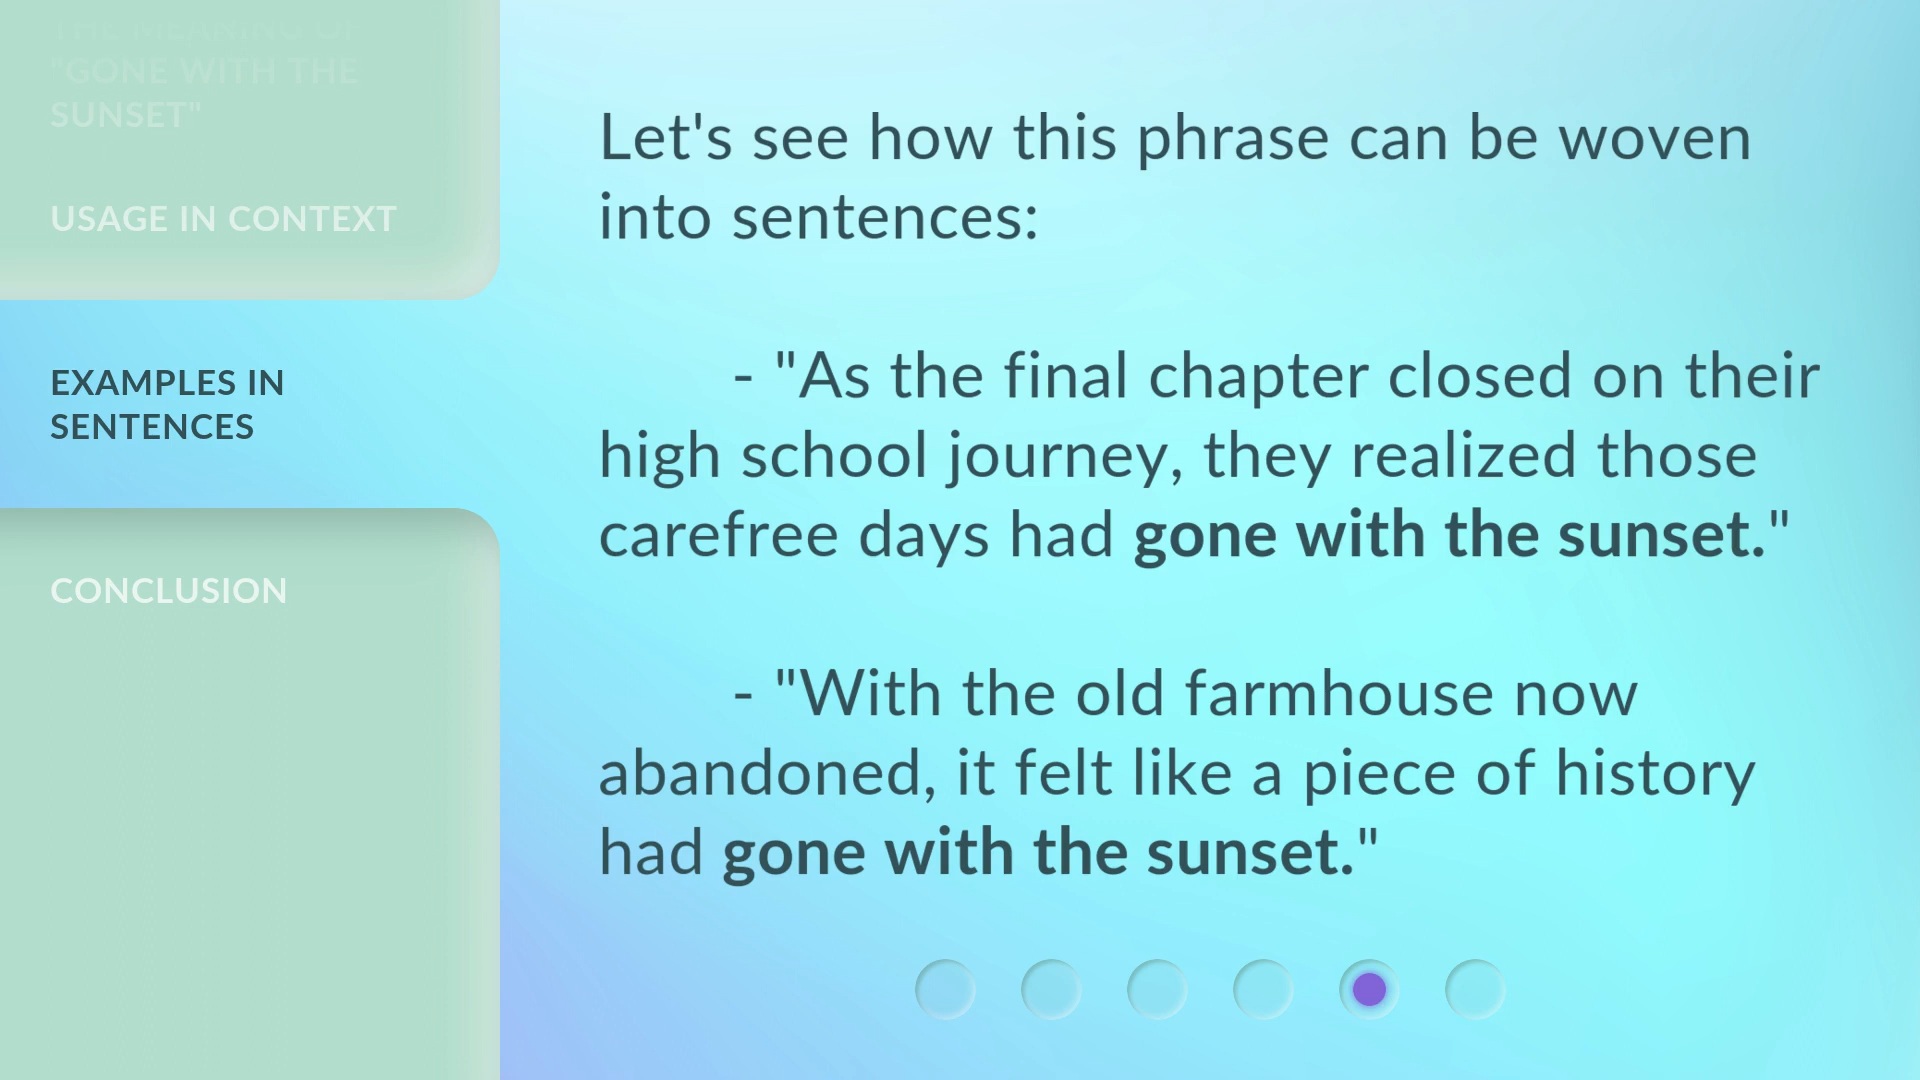 THE MEANING OF
"GONE WITH THE
SUNSET"
USAGE IN CONTEXT
EXAMPLES IN
SENTENCES
CONCLUSION
Let's see how this phrase can be woven
into sentences:
- "As the final chapter closed on their
high school journey, they realized those
carefree days had gone with the sunset."
- "With the old farmhouse now
abandoned, it felt like a piece of history
had gone with the sunset."